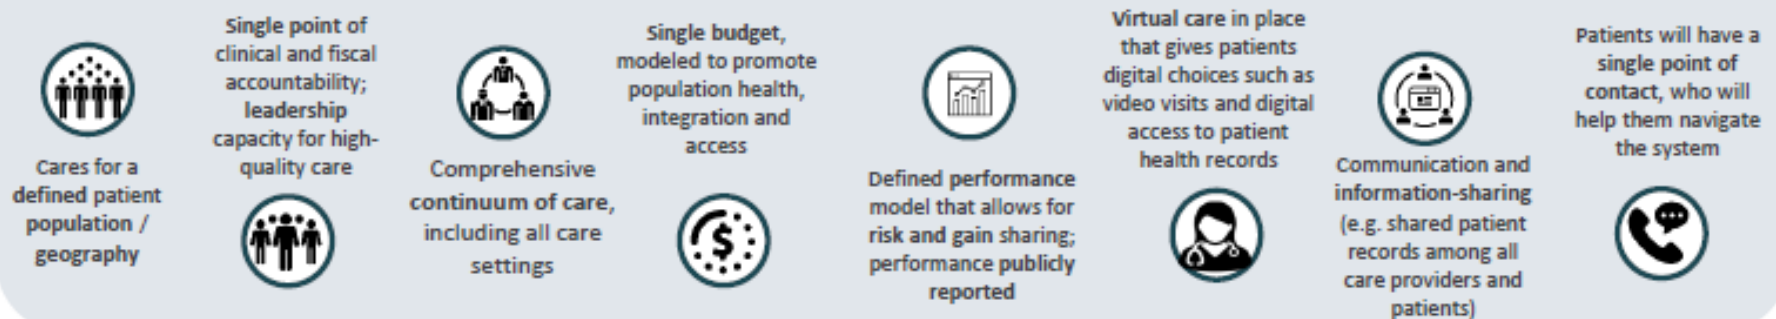 Cares for a
defined patient
population /
geography
Single point of
clinical and fiscal
accountability;
leadership
capacity for high-
quality care
Comprehensive
continuum of care,
including all care
settings
Single budget,
modeled to promote
population health,
integration and
access
Defined performance
model that allows for
risk and gain sharing;
performance publicly
reported
Virtual care in place
that gives patients
digital choices such as
video visits and digital
access to patient
health records
Communication and
information-sharing
(e.g. shared patient
records among all
care providers and
patients)
Patients will have a
single point of
contact, who will
help them navigate
the system